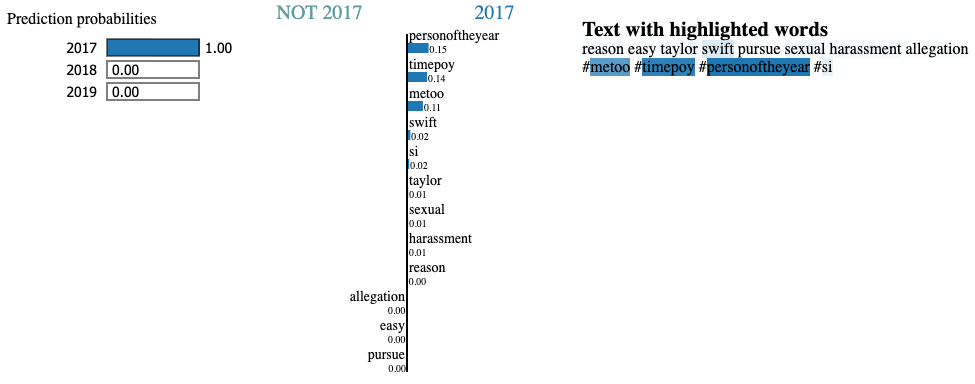 Prediction probabilities
2017 1.00
2018 0.00
2019 0.00
NOT 2017 2017
personoftheyear
0.15
timepoy
0.14
metoo
0.11
swift
0.02
si
0.02
taylor
0.01
sexual
0.01
harassment
0.01
reason
0.00
allegation
0.00
easy
0.00
pursue
0.00
Text with highlighted words
reason easy taylor swift pursue sexual harassment allegation
#metoo #timepoy #personoftheyear #si